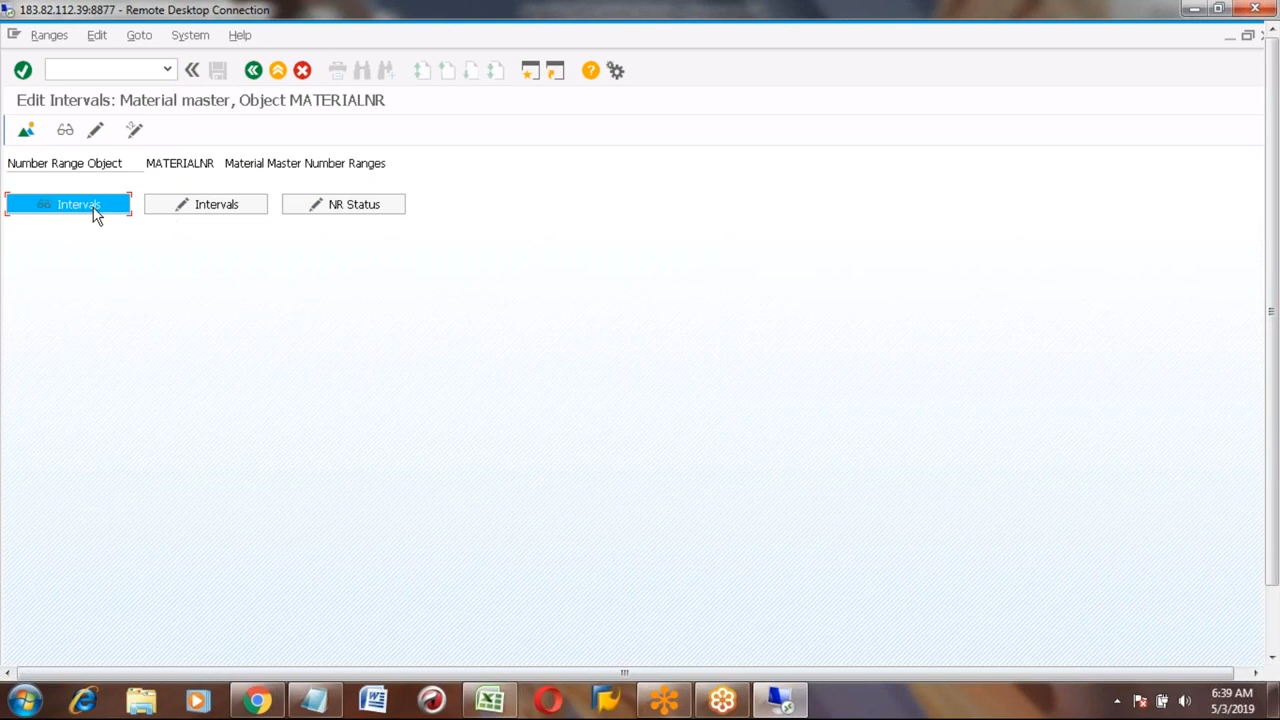 183.82.112.39:8877 - Remote Desktop Connection
Ranges Edit Goto System Help
Edit Intervals: Material master, Object MATERIALNR
Number Range Object MATERIALNR Material Master Number Ranges
Intervals Intervals NR Status
6:39 AM
5/3/2019